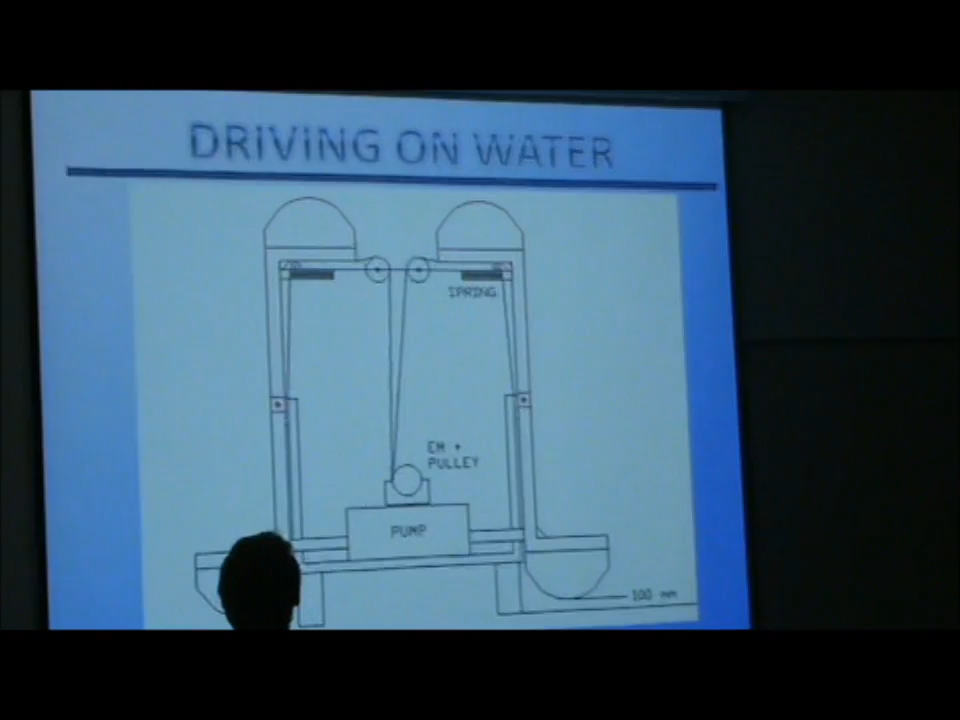 DRIVING ON WATER
SPRING
EM +
PULLEY
PUMP
100 mm